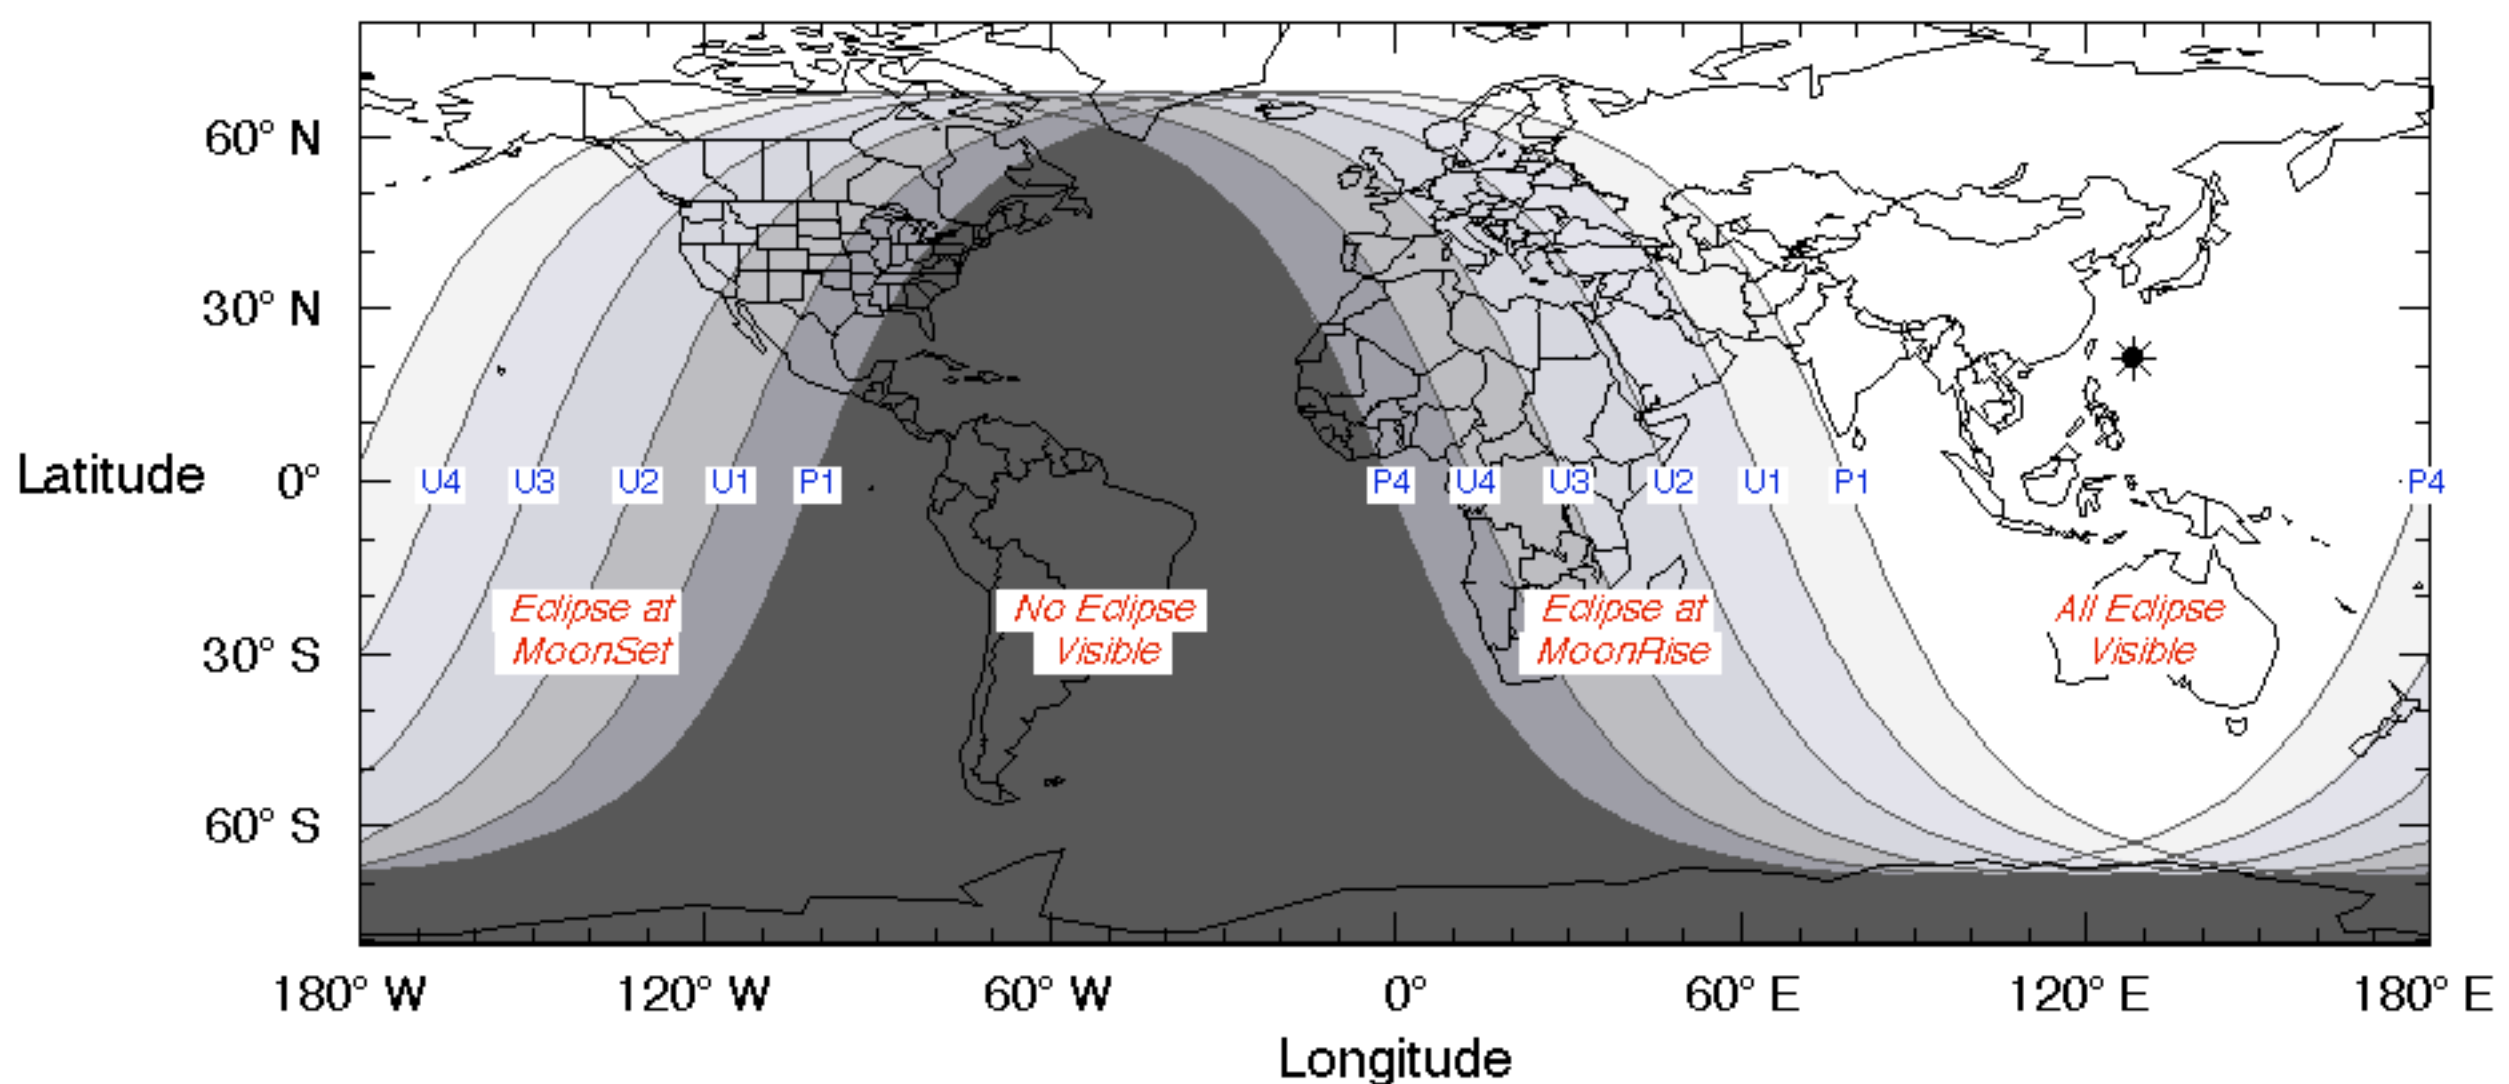 60° N
30° N
Latitude 0°
U4 U3 U2 U1 P1 P4 U4 U3 U2 U1 P1 P4
Eclipse at
MoonSet
No Eclipse
Visible
Eclipse at
MoonRise
All Eclipse
Visible
30° S
60° S
180° W 120° W 60° W 0° 60° E 120° E 180° E
Longitude